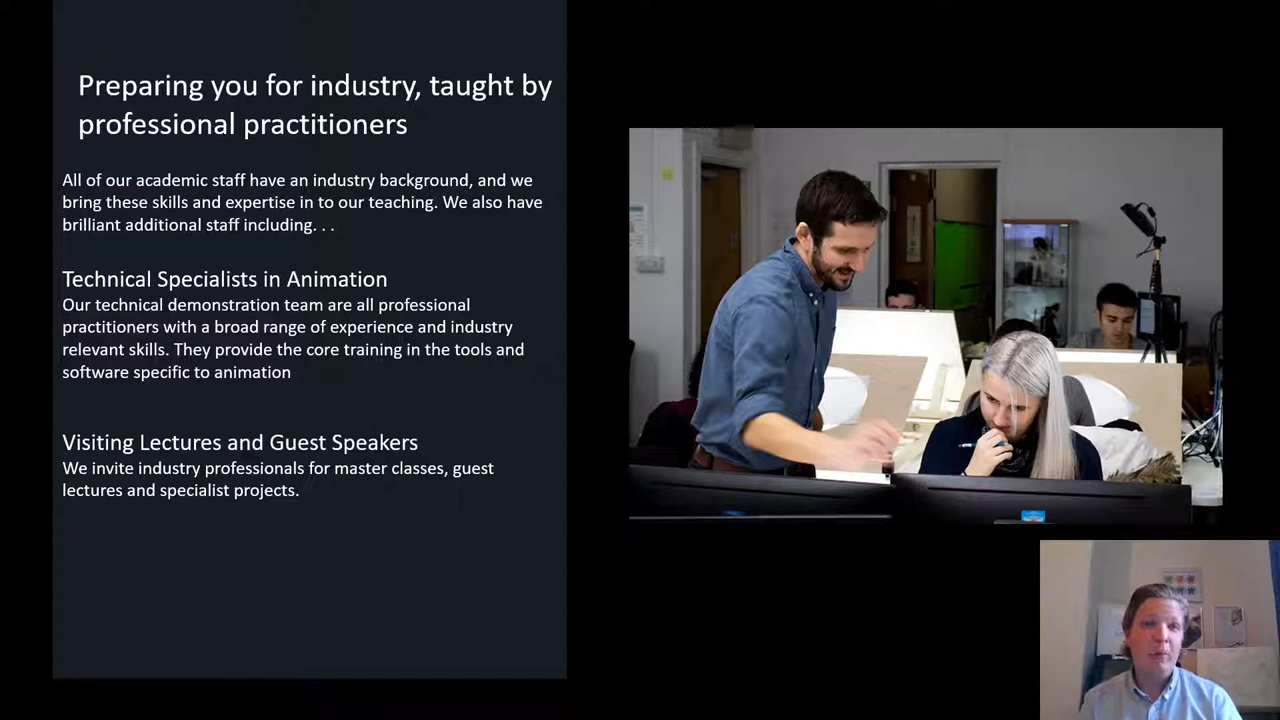 Preparing you for industry, taught by
professional practitioners
All of our academic staff have an industry background, and we
bring these skills and expertise in to our teaching. We also have
brilliant additional staff including. . .
Technical Specialists in Animation
Our technical demonstration team are all professional
practitioners with a broad range of experience and industry
relevant skills. They provide the core training in the tools and
software specific to animation
Visiting Lectures and Guest Speakers
We invite industry professionals for master classes, guest
lectures and specialist projects.